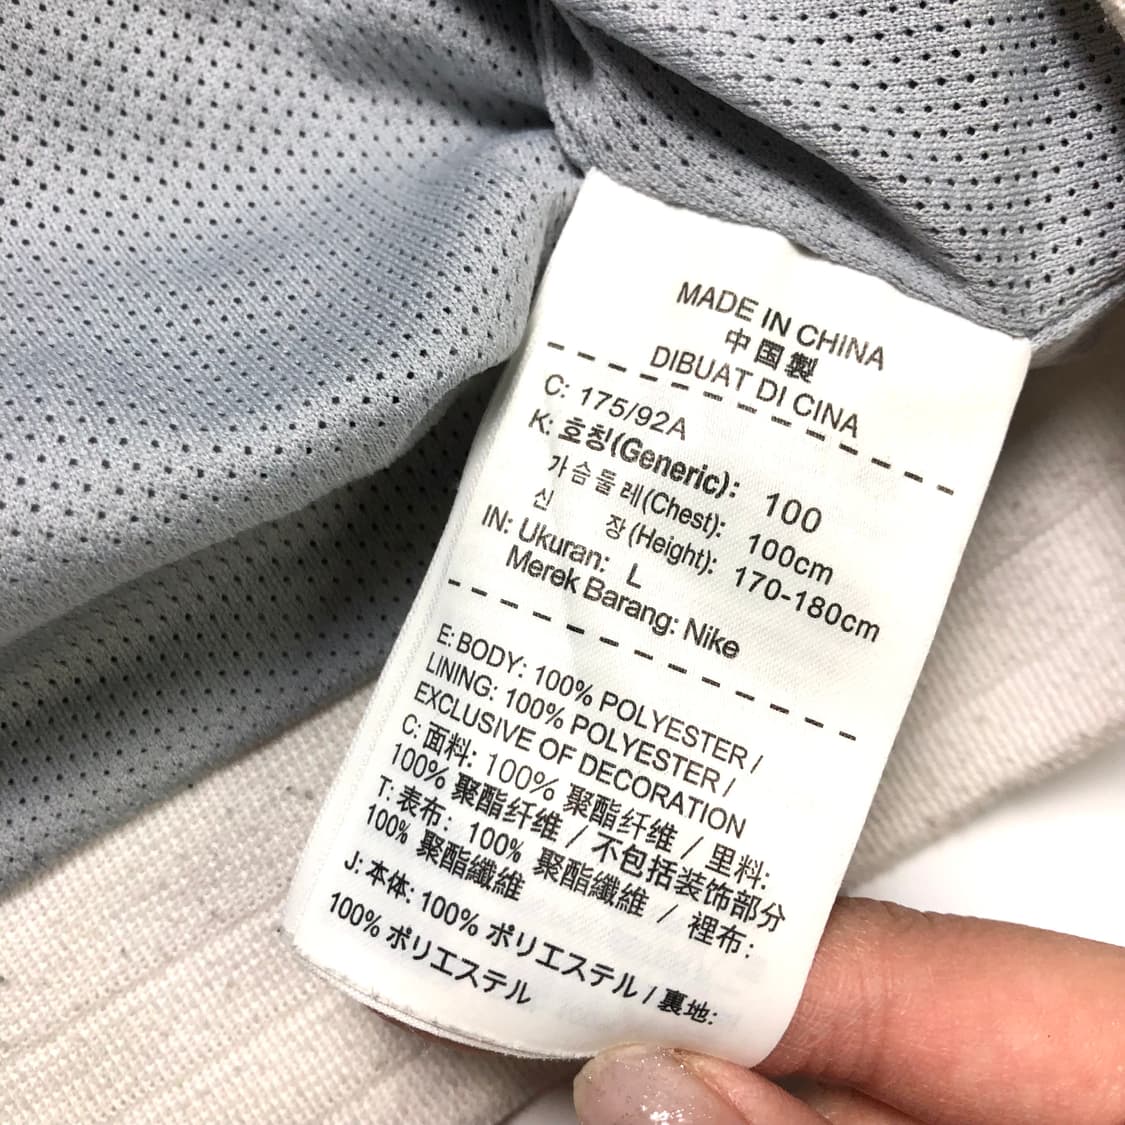 MADE IN CHINA
中国製
DIBUAT DI CINA
C: 175/92A
K: 호칭(Generic): 100
가슴둘레(Chest): 100cm
신 장(Height): 170-180cm
IN: Ukuran: L
Merek Barang: Nike
E: BODY: 100% POLYESTER /
LINING: 100% POLYESTER /
EXCLUSIVE OF DECORATION
C: 面料: 100% 聚酯纤维 / 里料:
100% 聚酯纤维 / 不包括装饰部分
T: 表布: 100% 聚酯纖維 / 裡布:
100% 聚酯纖維
J: 本体: 100% ポリエステル / 裏地:
100% ポリエステル